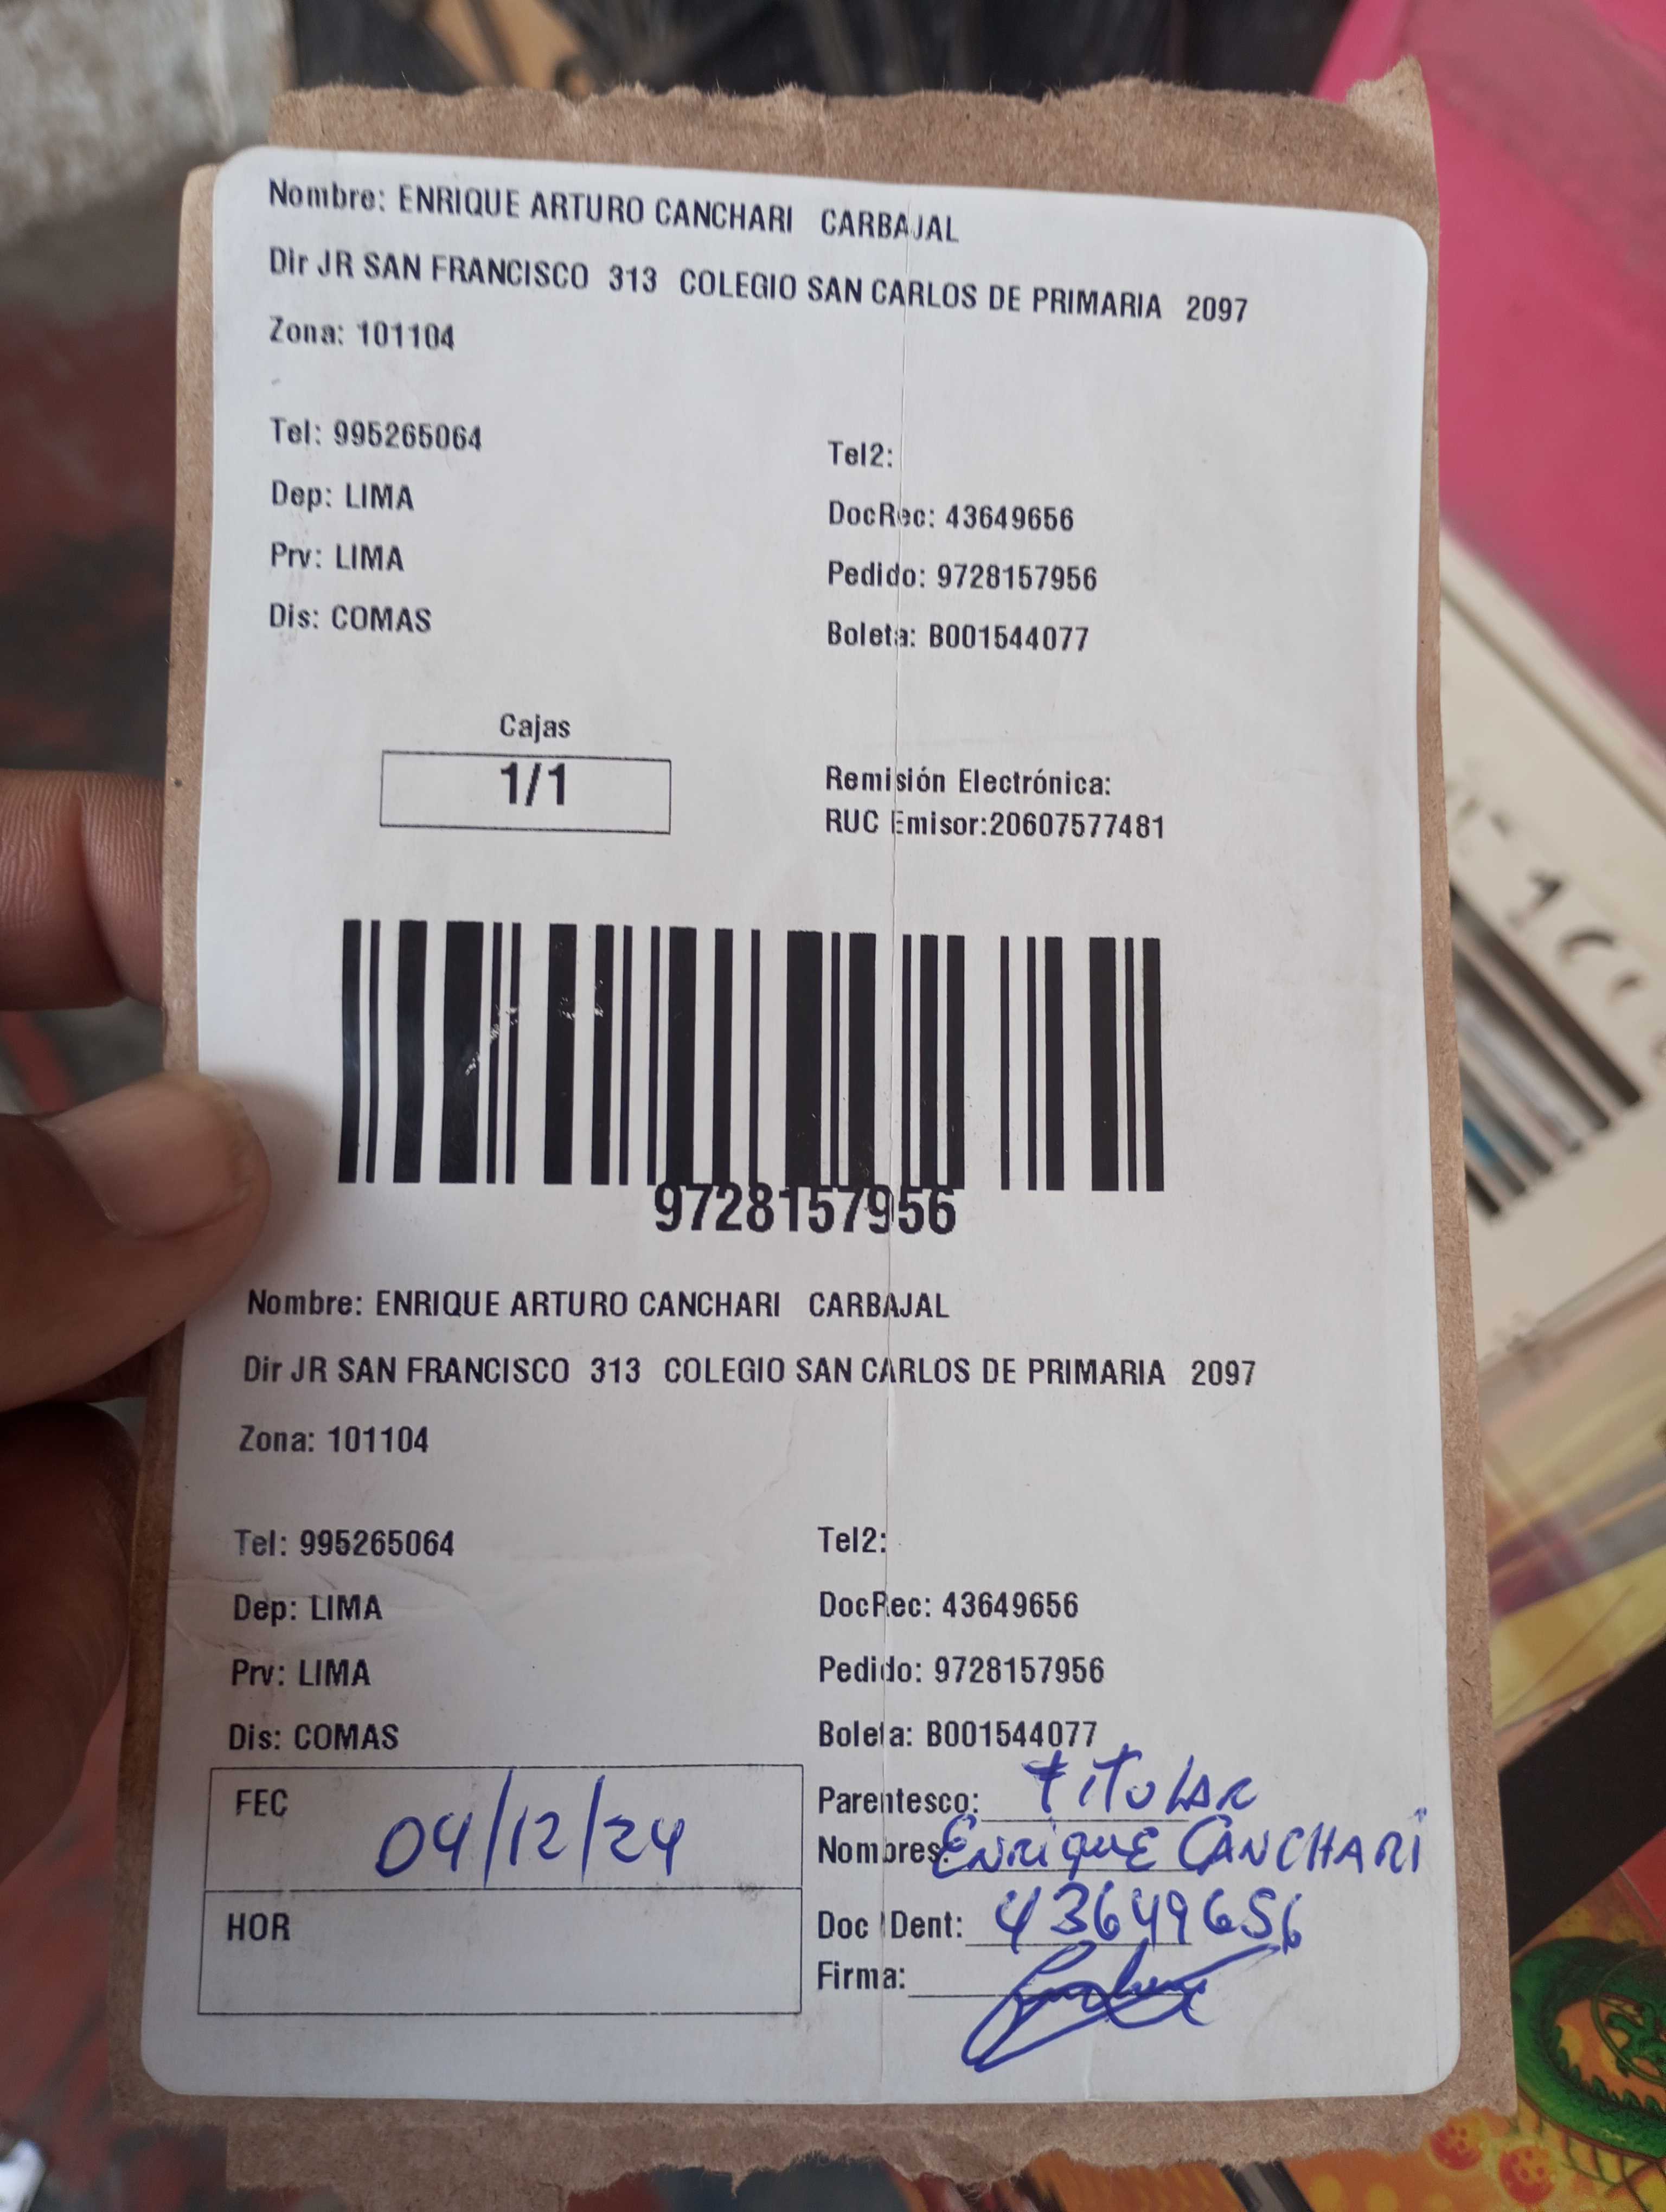 Nombre: ENRIQUE ARTURO CANCHARI CARBAJAL
Dir JR SAN FRANCISCO 313 COLEGIO SAN CARLOS DE PRIMARIA 2097
Zona: 101104
Tel: 995265064
Tel2:
Dep: LIMA
DocRec: 43649656
Prv: LIMA
Pedido: 9728157956
Dis: COMAS
Boleta: B001544077
Cajas
1/1
Remisión Electrónica:
RUC Emisor:20607577481
9728157956
Nombre: ENRIQUE ARTURO CANCHARI CARBAJAL
Dir JR SAN FRANCISCO 313 COLEGIO SAN CARLOS DE PRIMARIA 2097
Zona: 101104
Tel: 995265064
Tel2:
Dep: LIMA
DocRec: 43649656
Prv: LIMA
Pedido: 9728157956
Dis: COMAS
Boleta: B001544077
FEC 04/12/24
Parentesco: TITULAR
Nombres: ENRIQUE CANCHARI
HOR
Doc Dent: 43649656
Firma: